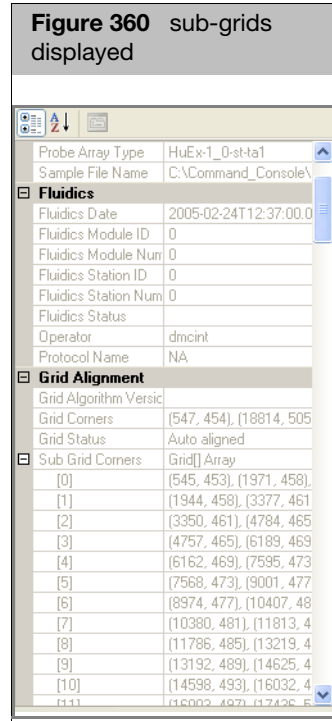 Figure 360 sub-grids
displayed
Probe Array Type HuEx-1_0-st-ta1
Sample File Name C:\Command_Console\
Fluidics
Fluidics Date 2005-02-24T12:37:00.0
Fluidics Module ID 0
Fluidics Module Num 0
Fluidics Station ID 0
Fluidics Station Num 0
Fluidics Status
Operator dmcint
Protocol Name NA
Grid Alignment
Grid Algorithm Versic
Grid Corners (547, 454), (18814, 505
Grid Status Auto aligned
Sub Grid Corners Grid[] Array
[0] (545, 453), (1971, 458),
[1] (1944, 458), (3377, 461
[2] (3350, 461), (4784, 465
[3] (4757, 465), (6189, 469
[4] (6162, 469), (7595, 473
[5] (7568, 473), (9001, 477
[6] (8974, 477), (10407, 48
[7] (10380, 481), (11813, 4
[8] (11786, 485), (13219, 4
[9] (13192, 489), (14625, 4
[10] (14598, 493), (16032, 4
[11] (16003, 497), (17436, 5